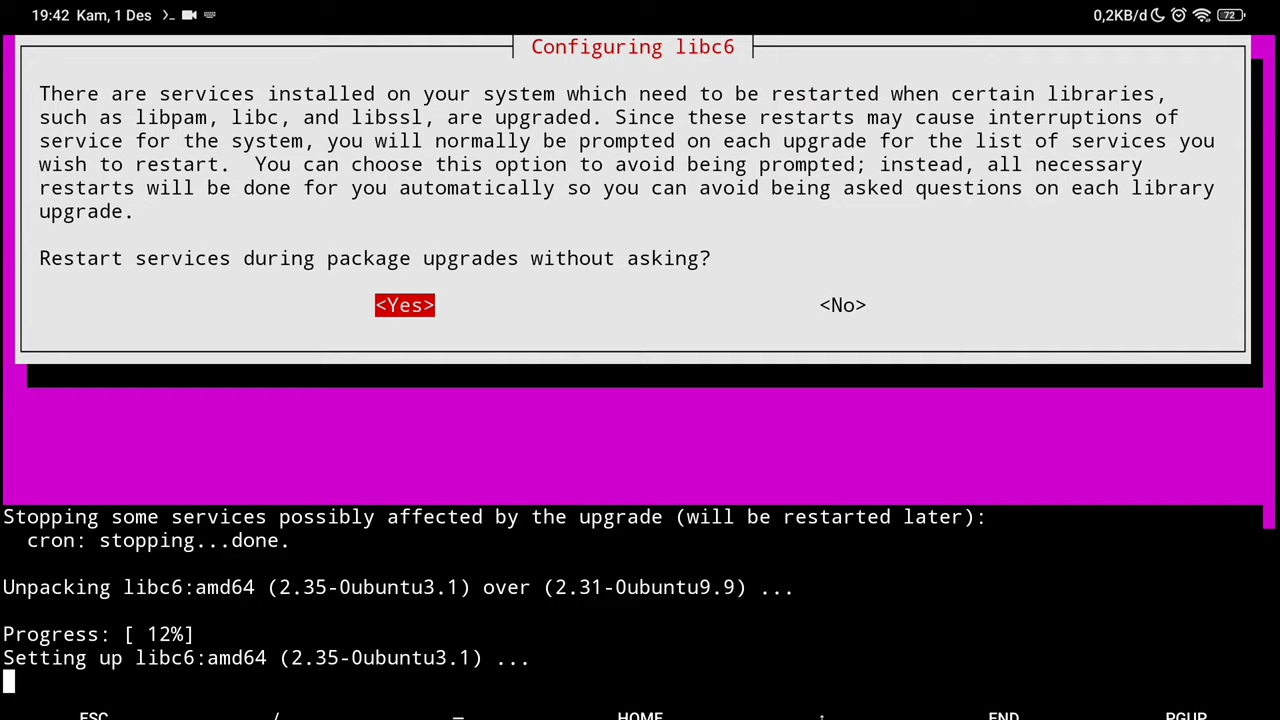 19:42 Kam, 1 Des 0,2KB/d 72
Configuring libc6
There are services installed on your system which need to be restarted when certain libraries,
such as libpam, libc, and libssl, are upgraded. Since these restarts may cause interruptions of
service for the system, you will normally be prompted on each upgrade for the list of services you
wish to restart.  You can choose this option to avoid being prompted; instead, all necessary
restarts will be done for you automatically so you can avoid being asked questions on each library
upgrade.
Restart services during package upgrades without asking?
<Yes> <No>
Stopping some services possibly affected by the upgrade (will be restarted later):
cron: stopping...done.
Unpacking libc6:amd64 (2.35-0ubuntu3.1) over (2.31-0ubuntu9.9) ...
Progress: [ 12%]
Setting up libc6:amd64 (2.35-0ubuntu3.1) ...
ESC / — HOME ↑ END PGUP